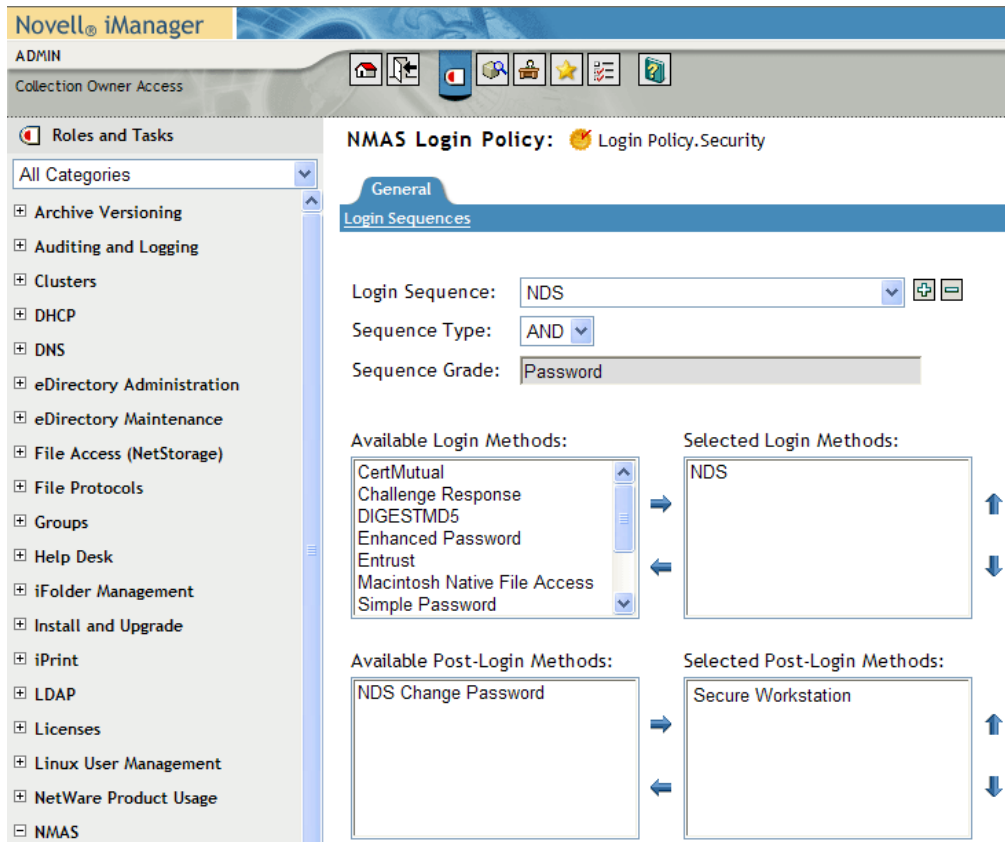 Novell® iManager
ADMIN
Collection Owner Access
Roles and Tasks
All Categories
Archive Versioning
Auditing and Logging
Clusters
DHCP
DNS
eDirectory Administration
eDirectory Maintenance
File Access (NetStorage)
File Protocols
Groups
Help Desk
iFolder Management
Install and Upgrade
iPrint
LDAP
Licenses
Linux User Management
NetWare Product Usage
NMAS
NMAS Login Policy: Login Policy.Security
General
Login Sequences
Login Sequence: NDS
Sequence Type: AND
Sequence Grade: Password
Available Login Methods:
CertMutual
Challenge Response
DIGESTMD5
Enhanced Password
Entrust
Macintosh Native File Access
Simple Password
Selected Login Methods:
NDS
Available Post-Login Methods:
NDS Change Password
Selected Post-Login Methods:
Secure Workstation